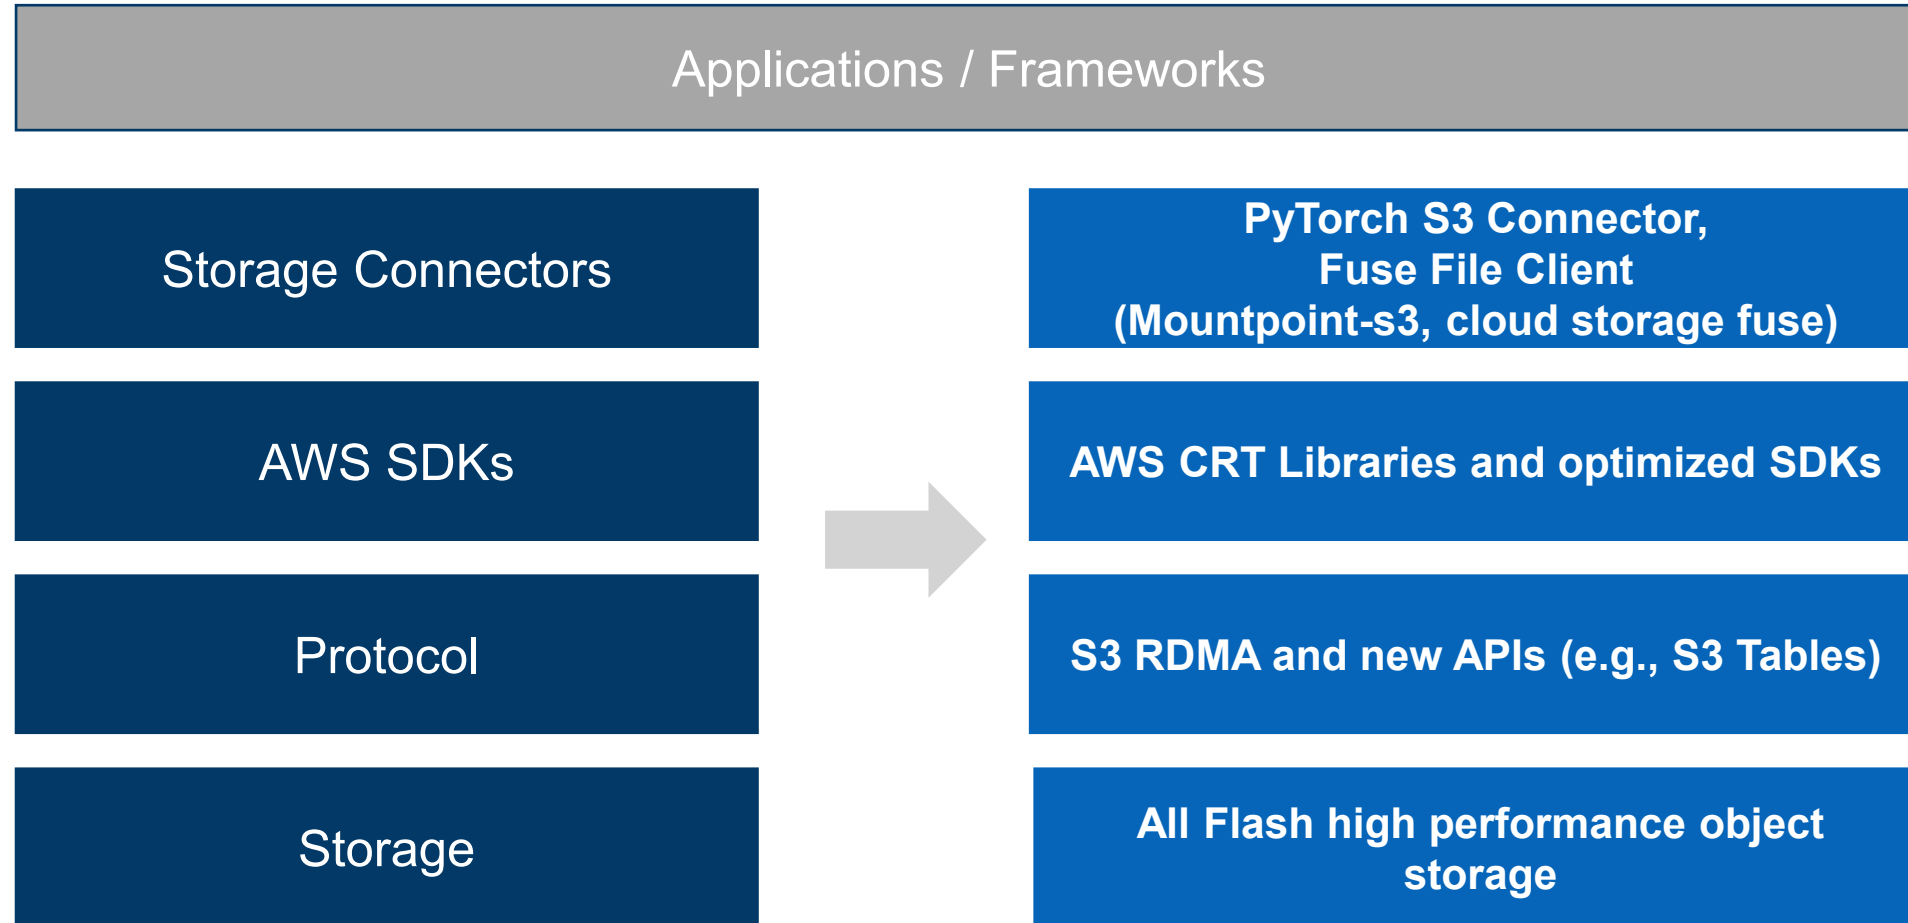 Applications / Frameworks
Storage Connectors
PyTorch S3 Connector,
Fuse File Client
(Mountpoint-s3, cloud storage fuse)
AWS SDKs
AWS CRT Libraries and optimized SDKs
Protocol
S3 RDMA and new APIs (e.g., S3 Tables)
Storage
All Flash high performance object
storage